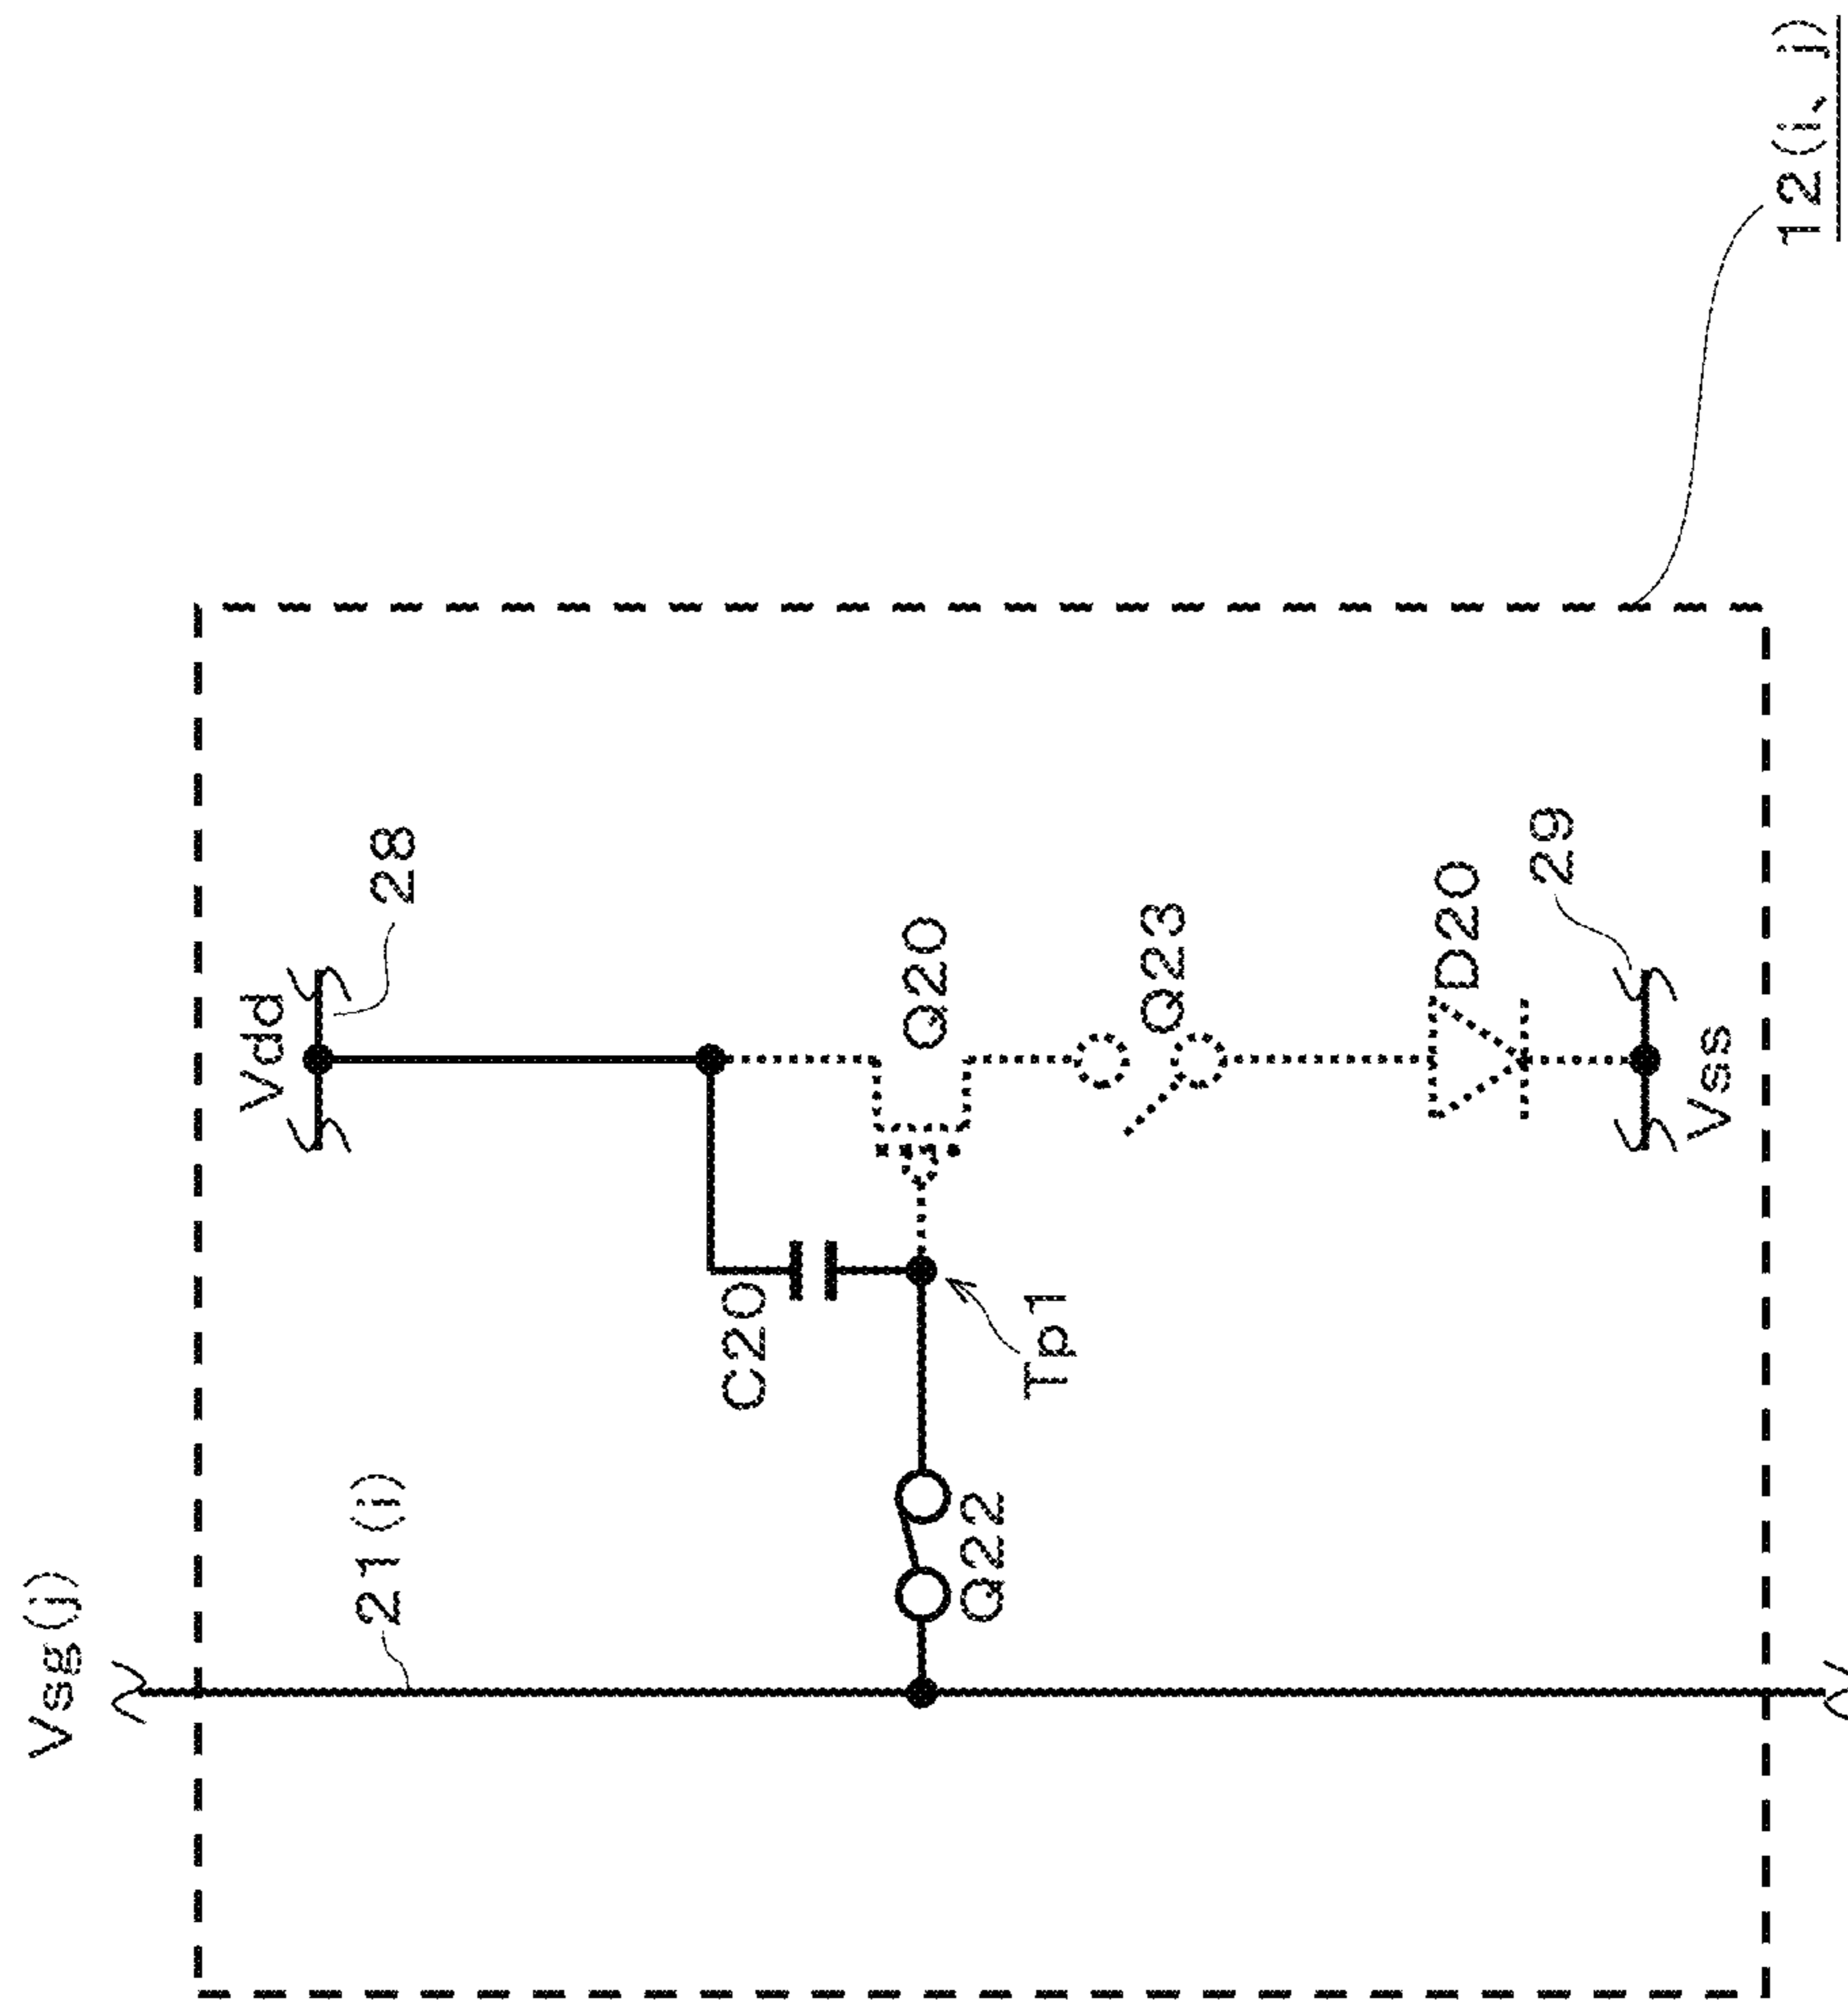 Vsg(j)
21(i)
Vdd
28
C20
Q20
Q22
Tp1
Q23
D20
29
Vss
12(i、j)